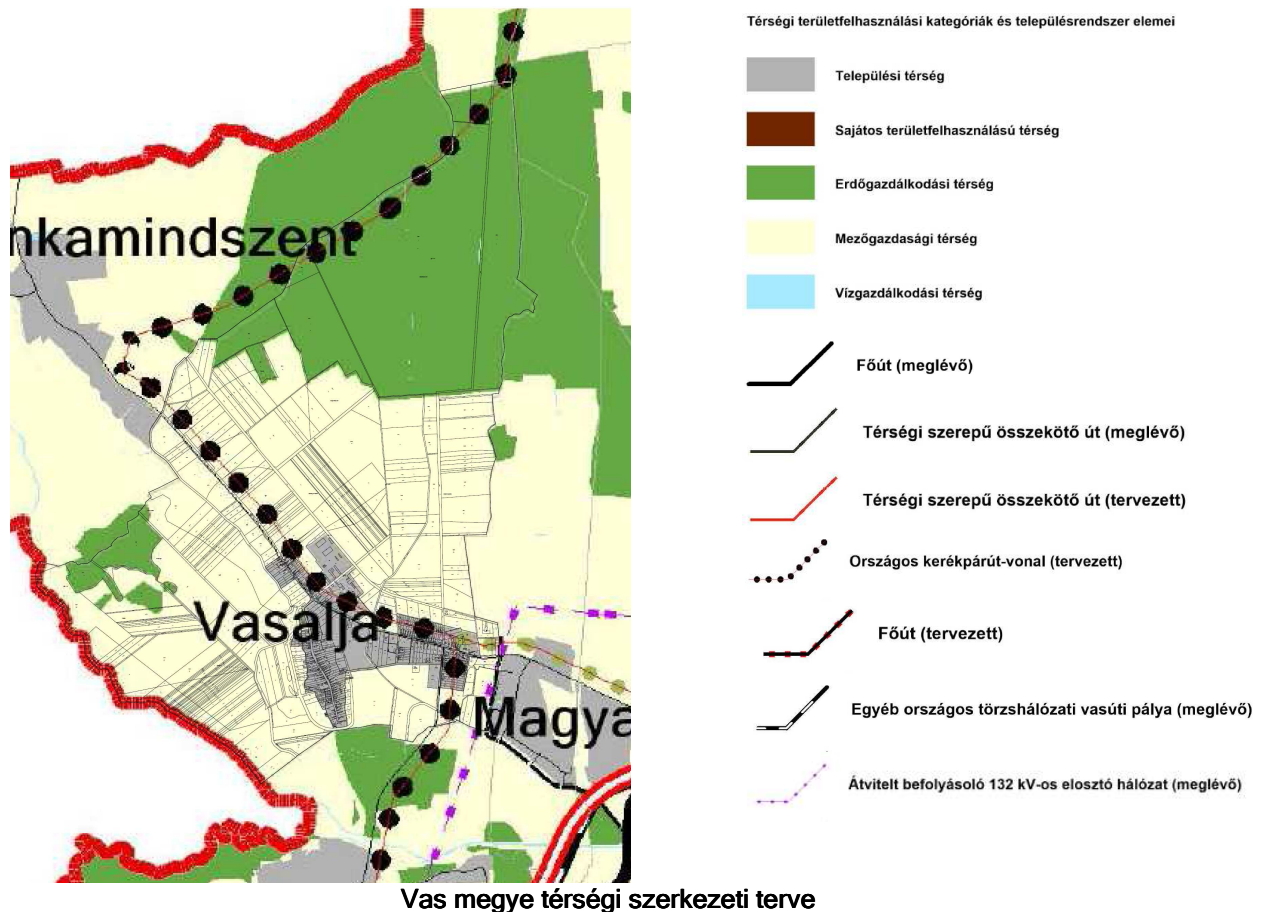 Térségi területfelhasználási kategóriák és településrendszer elemei
Települési térség
Sajátos területfelhasználású térség
Erdőgazdálkodási térség
Mezőgazdasági térség
Vízgazdálkodási térség
Főút (meglévő)
Térségi szerepű összekötő út (meglévő)
Térségi szerepű összekötő út (tervezett)
Országos kerékpárút-vonal (tervezett)
Főút (tervezett)
Egyéb országos törzshálózati vasúti pálya (meglévő)
Átvitelt befolyásoló 132 kV-os elosztó hálózat (meglévő)
nkamindszent
Vasalja
Magya
Vas megye térségi szerkezeti terve